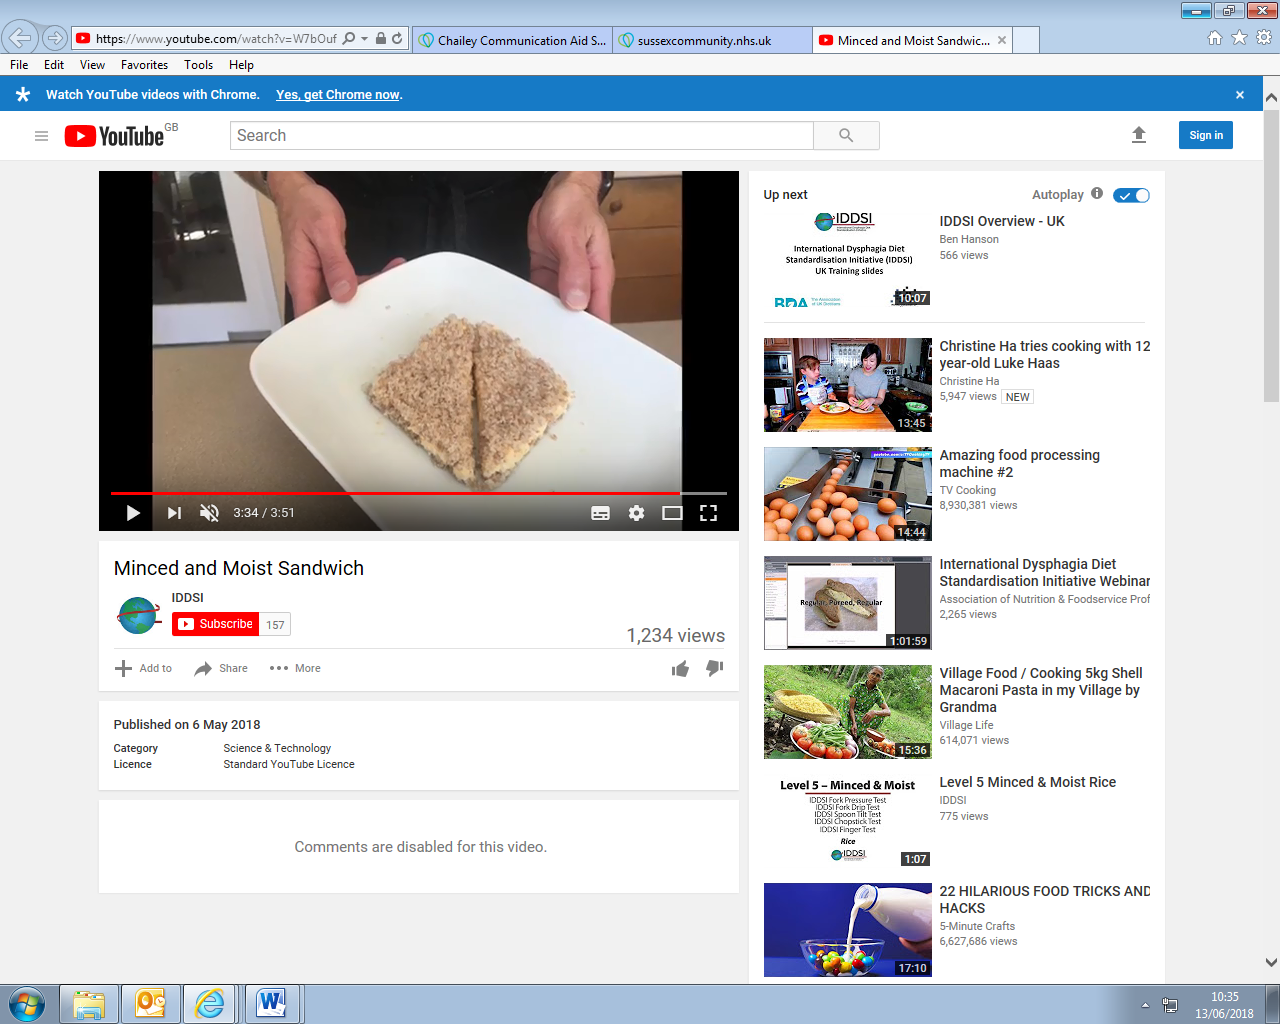 https://www.youtube.com/watch?v=W7bOuf
Chailey Communication Aid S...
sussexcommunity.nhs.uk
Minced and Moist Sandwic...
File Edit View Favorites Tools Help
Watch YouTube videos with Chrome. Yes, get Chrome now.
YouTube GB
Search
Sign in
Up next
Autoplay
IDDSI
International Dysphagia Diet
Standardisation Initiative (IDDSI)
UK Training slides
BDA The Association of UK Dietitians
10:07
IDDSI Overview - UK
Ben Hanson
566 views
13:45
Christine Ha tries cooking with 12
year-old Luke Haas
Christine Ha
5,947 views NEW
14:44
Amazing food processing
machine #2
TV Cooking
8,930,381 views
Regular, Pureed, Regular
1:01:59
International Dysphagia Diet
Standardisation Initiative Webinar
Association of Nutrition & Foodservice Prof
2,265 views
15:36
Village Food / Cooking 5kg Shell
Macaroni Pasta in my Village by
Grandma
Village Life
614,071 views
Level 5 – Minced & Moist
IDDSI Fork Pressure Test
IDDSI Fork Drip Test
IDDSI Spoon Tilt Test
IDDSI Chopstick Test
IDDSI Finger Test
Rice
IDDSI
1:07
Level 5 Minced & Moist Rice
IDDSI
775 views
17:10
22 HILARIOUS FOOD TRICKS AND
HACKS
5-Minute Crafts
6,627,686 views
3:34 / 3:51
Minced and Moist Sandwich
IDDSI
Subscribe 157
1,234 views
Add to Share More
Published on 6 May 2018
Category Science & Technology
Licence Standard YouTube Licence
Comments are disabled for this video.
10:35
13/06/2018